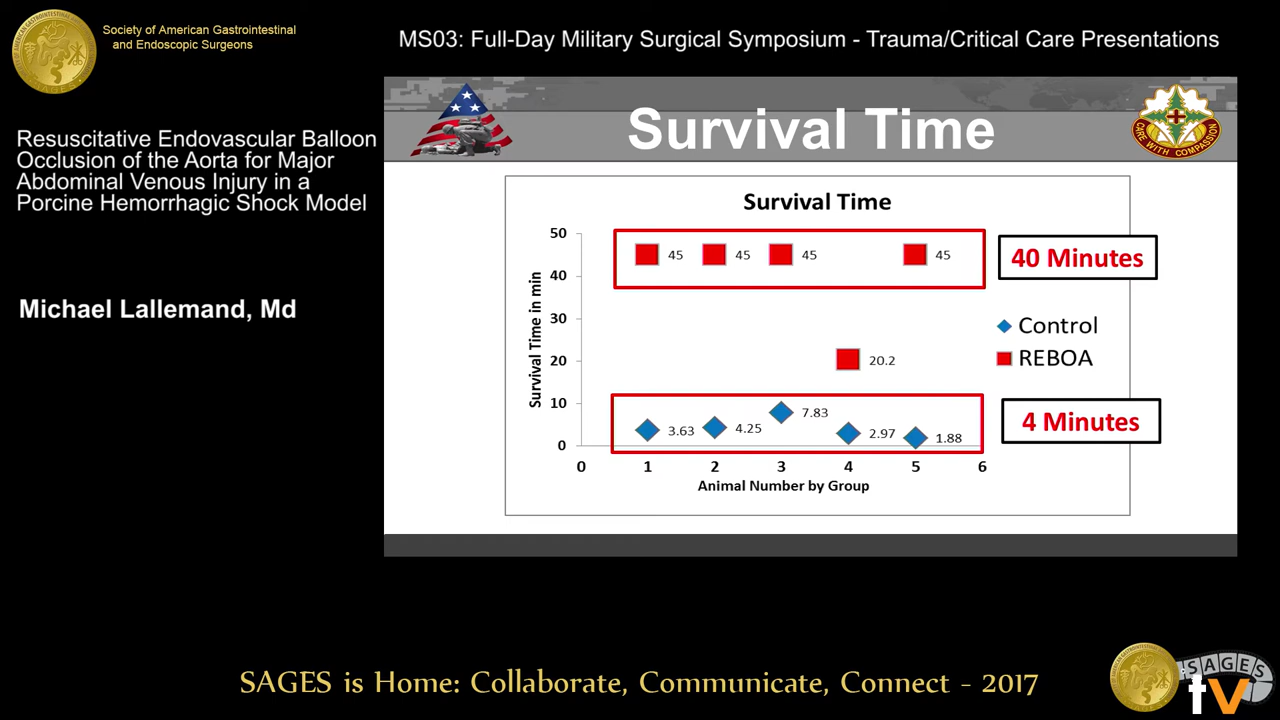 Society of American Gastrointestinal
and Endoscopic Surgeons
MS03: Full-Day Military Surgical Symposium - Trauma/Critical Care Presentations
Resuscitative Endovascular Balloon
Occlusion of the Aorta for Major
Abdominal Venous Injury in a
Porcine Hemorrhagic Shock Model
Michael Lallemand, Md
Survival Time
CARE WITH COMPASSION
Survival Time
Survival Time in min
50
40
30
20
10
0
45
45
45
45
20.2
3.63
4.25
7.83
2.97
1.88
0
1
2
3
4
5
6
Animal Number by Group
40 Minutes
Control
REBOA
4 Minutes
SAGES is Home: Collaborate, Communicate, Connect - 2017
SAGES
tv